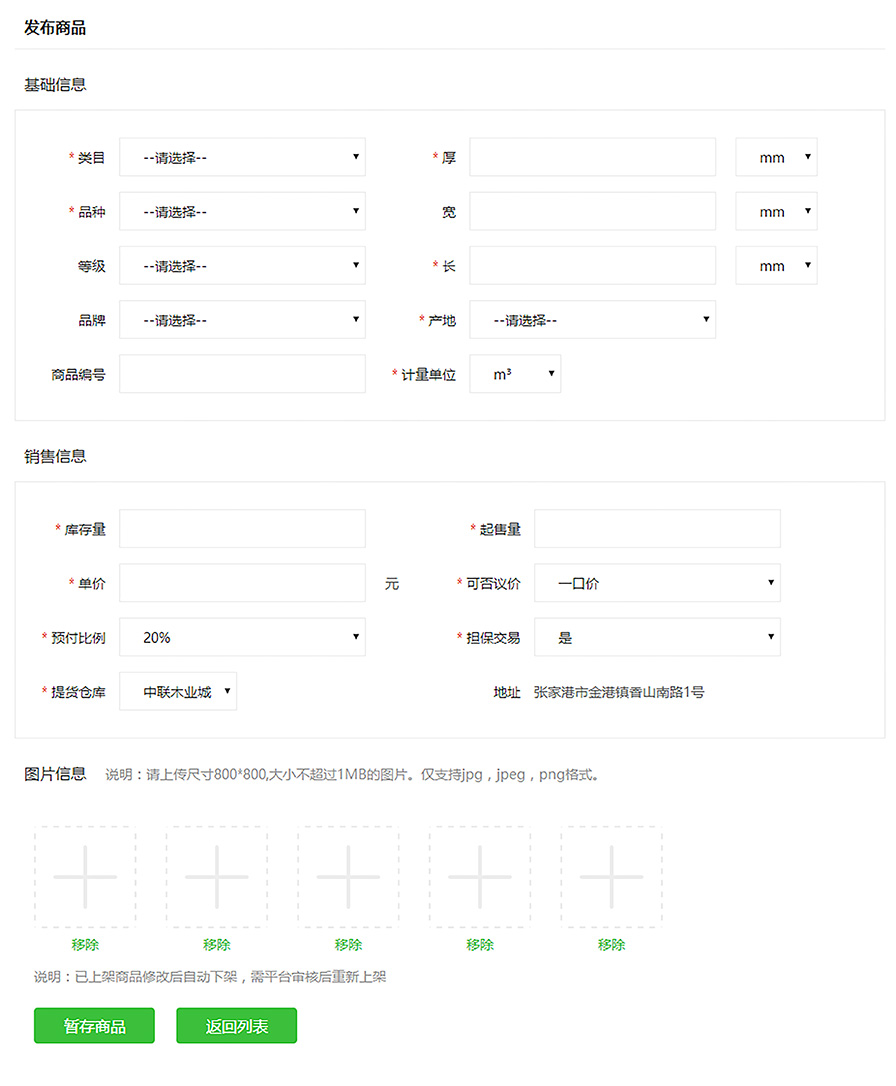 发布商品
基础信息
* 类目 --请选择-- * 厚 mm
* 品种 --请选择-- 宽 mm
等级 --请选择-- * 长 mm
品牌 --请选择-- * 产地 --请选择--
商品编号 * 计量单位 m³
销售信息
* 库存量 * 起售量
* 单价 元 * 可否议价 一口价
* 预付比例 20% * 担保交易 是
* 提货仓库 中联木业城 地址 张家港市金港镇香山南路1号
图片信息 说明：请上传尺寸800*800,大小不超过1MB的图片。仅支持jpg，jpeg，png格式。
移除 移除 移除 移除 移除
说明：已上架商品修改后自动下架，需平台审核后重新上架
暂存商品 返回列表